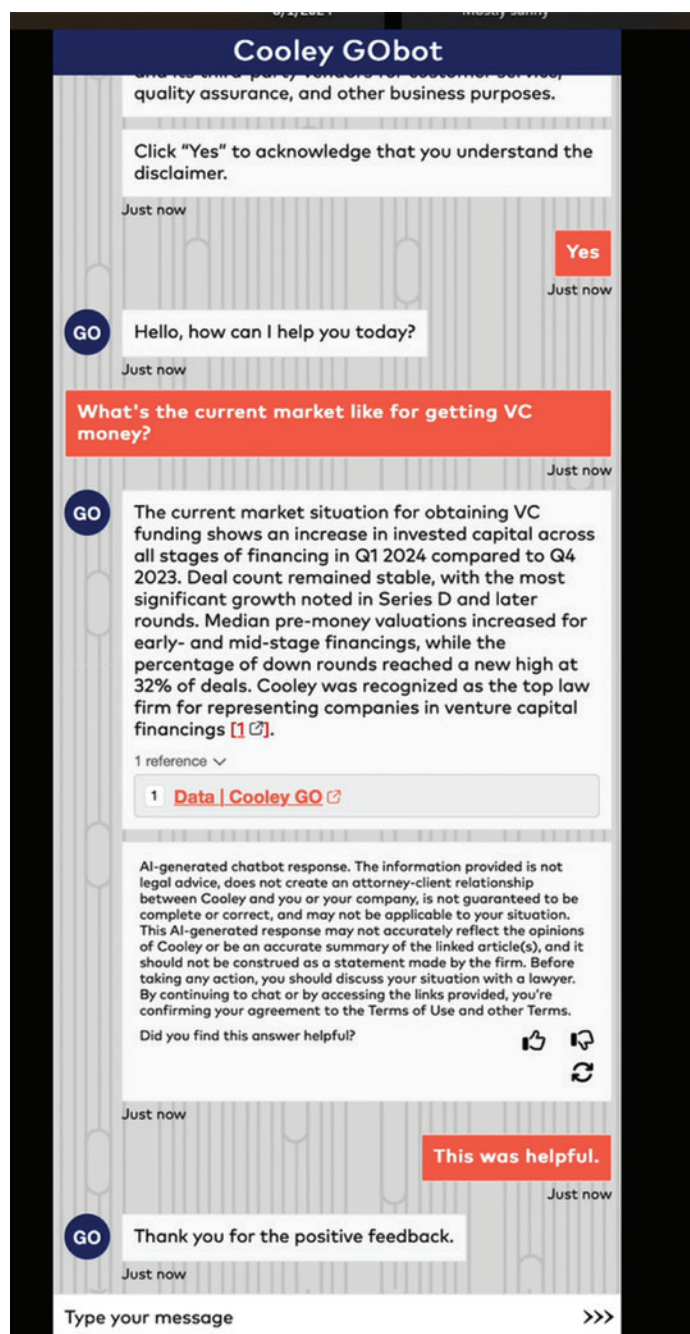 8/1/2024
Mostly sunny
Cooley GObot
and its third-party vendors for customer service,
quality assurance, and other business purposes.
Click “Yes” to acknowledge that you understand the
disclaimer.
Just now
Yes
Just now
GO
Hello, how can I help you today?
Just now
What's the current market like for getting VC
money?
Just now
GO
The current market situation for obtaining VC
funding shows an increase in invested capital across
all stages of financing in Q1 2024 compared to Q4
2023. Deal count remained stable, with the most
significant growth noted in Series D and later
rounds. Median pre-money valuations increased for
early- and mid-stage financings, while the
percentage of down rounds reached a new high at
32% of deals. Cooley was recognized as the top law
firm for representing companies in venture capital
financings [1].
1 reference
1 Data | Cooley GO
AI-generated chatbot response. The information provided is not
legal advice, does not create an attorney-client relationship
between Cooley and you or your company, is not guaranteed to be
complete or correct, and may not be applicable to your situation.
This AI-generated response may not accurately reflect the opinions
of Cooley or be an accurate summary of the linked article(s), and it
should not be construed as a statement made by the firm. Before
taking any action, you should discuss your situation with a lawyer.
By continuing to chat or by accessing the links provided, you're
confirming your agreement to the Terms of Use and other Terms.
Did you find this answer helpful?
Just now
This was helpful.
Just now
GO
Thank you for the positive feedback.
Just now
Type your message >>>